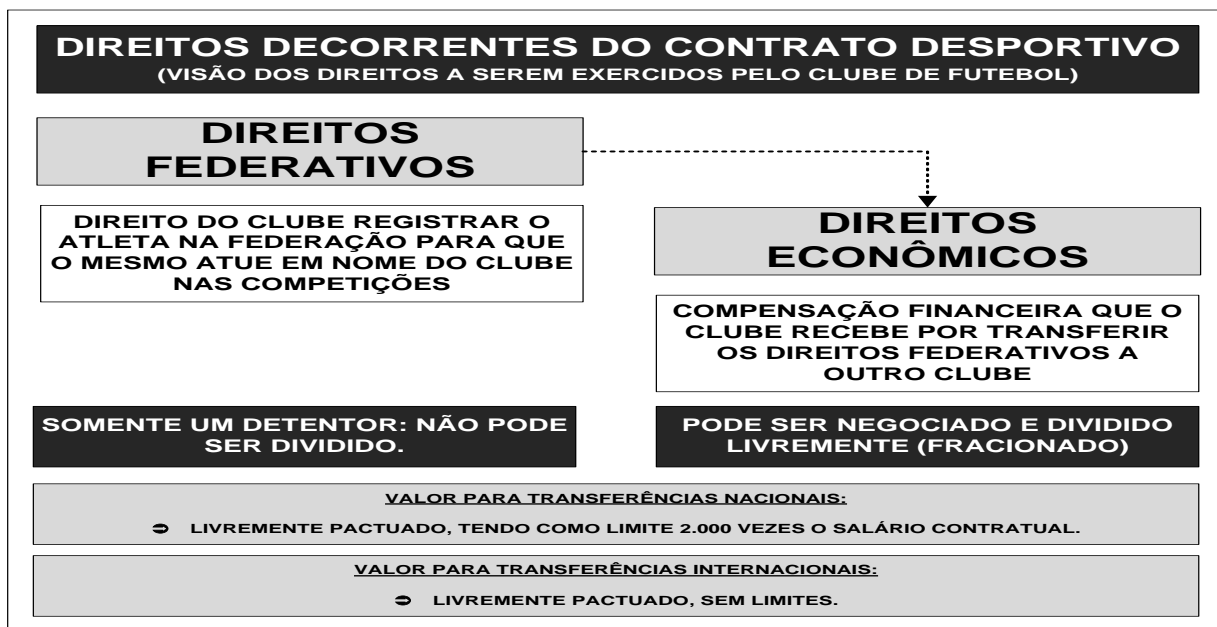 DIREITOS DECORRENTES DO CONTRATO DESPORTIVO
(VISÃO DOS DIREITOS A SEREM EXERCIDOS PELO CLUBE DE FUTEBOL)
DIREITOS
FEDERATIVOS
DIREITO DO CLUBE REGISTRAR O
ATLETA NA FEDERAÇÃO PARA QUE
O MESMO ATUE EM NOME DO CLUBE
NAS COMPETIÇÕES
DIREITOS
ECONÔMICOS
COMPENSAÇÃO FINANCEIRA QUE O
CLUBE RECEBE POR TRANSFERIR
OS DIREITOS FEDERATIVOS A
OUTRO CLUBE
SOMENTE UM DETENTOR: NÃO PODE
SER DIVIDIDO.
PODE SER NEGOCIADO E DIVIDIDO
LIVREMENTE (FRACIONADO)
VALOR PARA TRANSFERÊNCIAS NACIONAIS:
➲ LIVREMENTE PACTUADO, TENDO COMO LIMITE 2.000 VEZES O SALÁRIO CONTRATUAL.
VALOR PARA TRANSFERÊNCIAS INTERNACIONAIS:
➲ LIVREMENTE PACTUADO, SEM LIMITES.